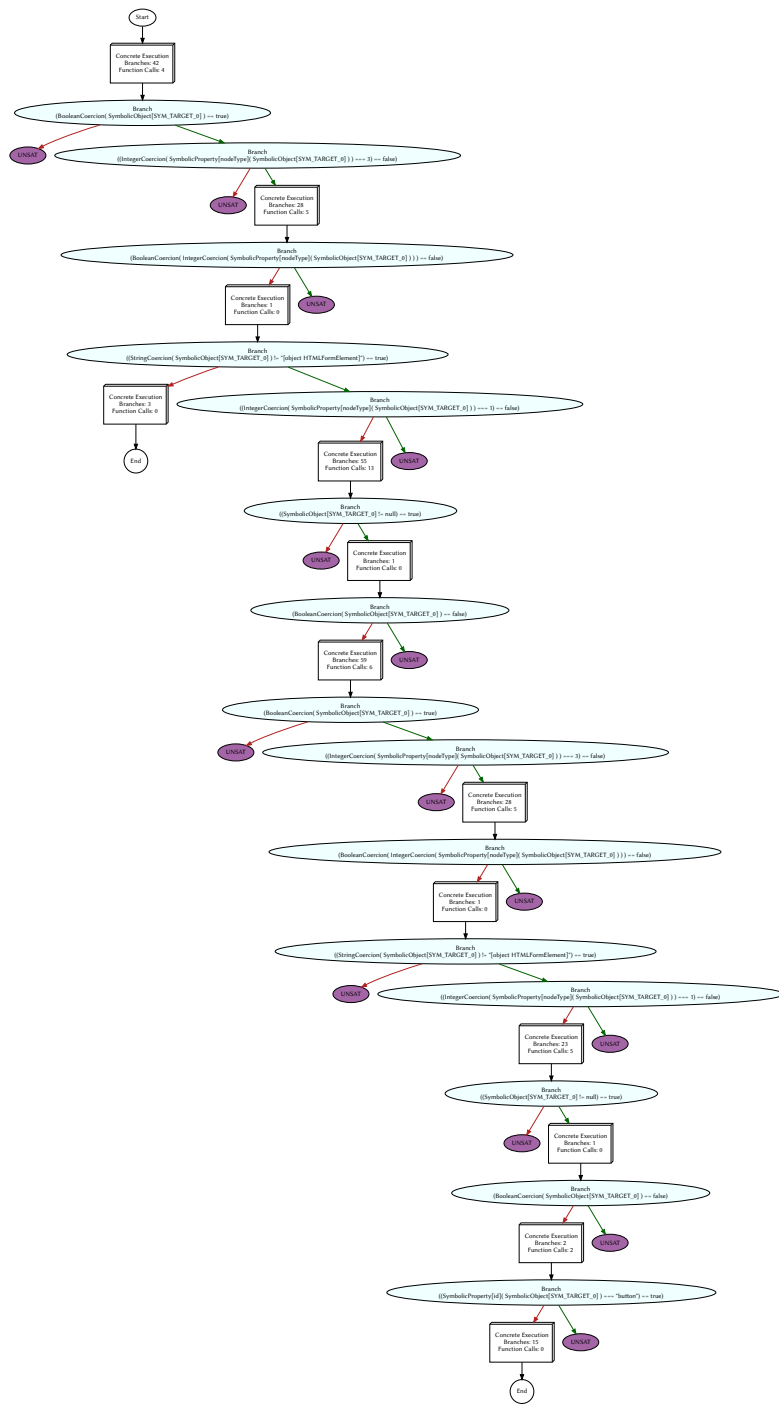 Start
Concrete Execution
Branches: 42
Function Calls: 4
Branch
(BooleanCoercion( SymbolicObject[SYM_TARGET_0] ) == true)
UNSAT
Branch
((IntegerCoercion( SymbolicProperty[nodeType]( SymbolicObject[SYM_TARGET_0] ) ) === 3) == false)
UNSAT
Concrete Execution
Branches: 28
Function Calls: 5
Branch
(BooleanCoercion( IntegerCoercion( SymbolicProperty[nodeType]( SymbolicObject[SYM_TARGET_0] ) ) ) == false)
Concrete Execution
Branches: 1
Function Calls: 0
UNSAT
Branch
((StringCoercion( SymbolicObject[SYM_TARGET_0] ) != "[object HTMLFormElement]") == true)
Concrete Execution
Branches: 3
Function Calls: 0
Branch
((IntegerCoercion( SymbolicProperty[nodeType]( SymbolicObject[SYM_TARGET_0] ) ) === 1) == false)
End
Concrete Execution
Branches: 55
Function Calls: 13
UNSAT
Branch
((SymbolicObject[SYM_TARGET_0] != null) == true)
UNSAT
Concrete Execution
Branches: 1
Function Calls: 0
Branch
(BooleanCoercion( SymbolicObject[SYM_TARGET_0] ) == false)
Concrete Execution
Branches: 59
Function Calls: 6
UNSAT
Branch
(BooleanCoercion( SymbolicObject[SYM_TARGET_0] ) == true)
UNSAT
Branch
((IntegerCoercion( SymbolicProperty[nodeType]( SymbolicObject[SYM_TARGET_0] ) ) === 3) == false)
UNSAT
Concrete Execution
Branches: 28
Function Calls: 5
Branch
(BooleanCoercion( IntegerCoercion( SymbolicProperty[nodeType]( SymbolicObject[SYM_TARGET_0] ) ) ) == false)
Concrete Execution
Branches: 1
Function Calls: 0
UNSAT
Branch
((StringCoercion( SymbolicObject[SYM_TARGET_0] ) != "[object HTMLFormElement]") == true)
UNSAT
Branch
((IntegerCoercion( SymbolicProperty[nodeType]( SymbolicObject[SYM_TARGET_0] ) ) === 1) == false)
Concrete Execution
Branches: 23
Function Calls: 5
UNSAT
Branch
((SymbolicObject[SYM_TARGET_0] != null) == true)
UNSAT
Concrete Execution
Branches: 1
Function Calls: 0
Branch
(BooleanCoercion( SymbolicObject[SYM_TARGET_0] ) == false)
Concrete Execution
Branches: 2
Function Calls: 2
UNSAT
Branch
((SymbolicProperty[id]( SymbolicObject[SYM_TARGET_0] ) === "button") == true)
Concrete Execution
Branches: 15
Function Calls: 0
UNSAT
End